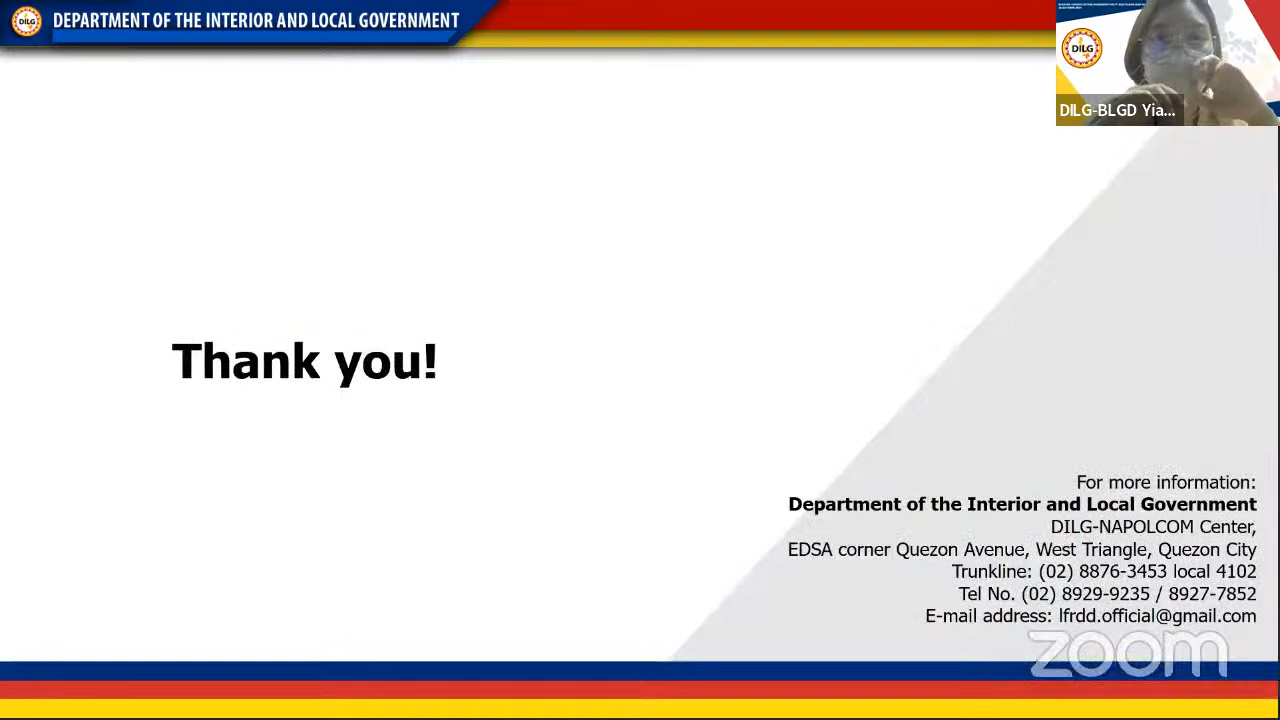 DILG
DEPARTMENT OF THE INTERIOR AND LOCAL GOVERNMENT
DILG
DILG-BLGD Yia...
Thank you!
For more information:
Department of the Interior and Local Government
DILG-NAPOLCOM Center,
EDSA corner Quezon Avenue, West Triangle, Quezon City
Trunkline: (02) 8876-3453 local 4102
Tel No. (02) 8929-9235 / 8927-7852
E-mail address: lfrdd.official@gmail.com
zoom